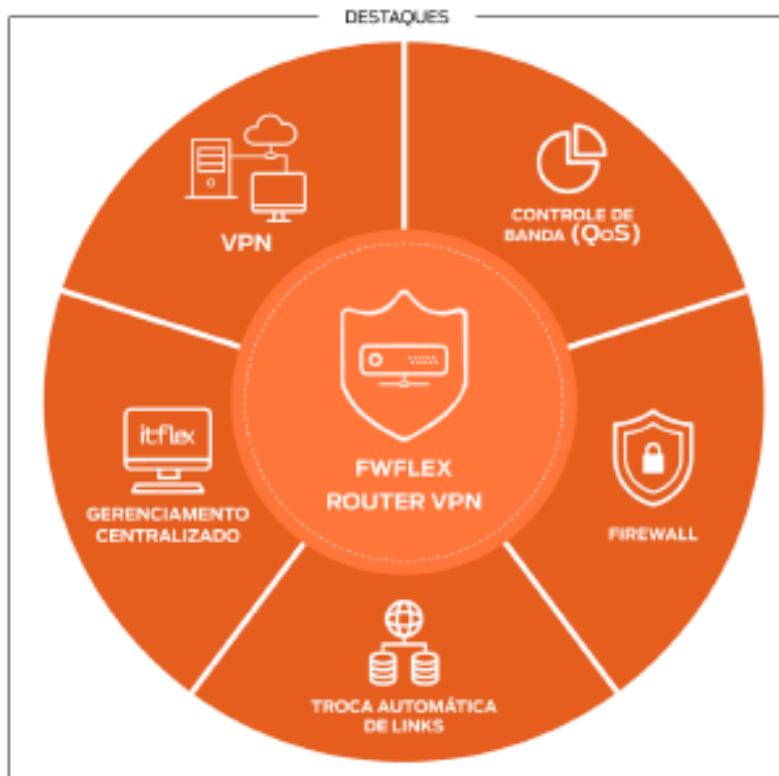 DESTAQUES
VPN
CONTROLE DE
BANDA (QoS)
itflex
GERENCIAMENTO
CENTRALIZADO
FWFLEX
ROUTER VPN
FIREWALL
TROCA AUTOMÁTICA
DE LINKS